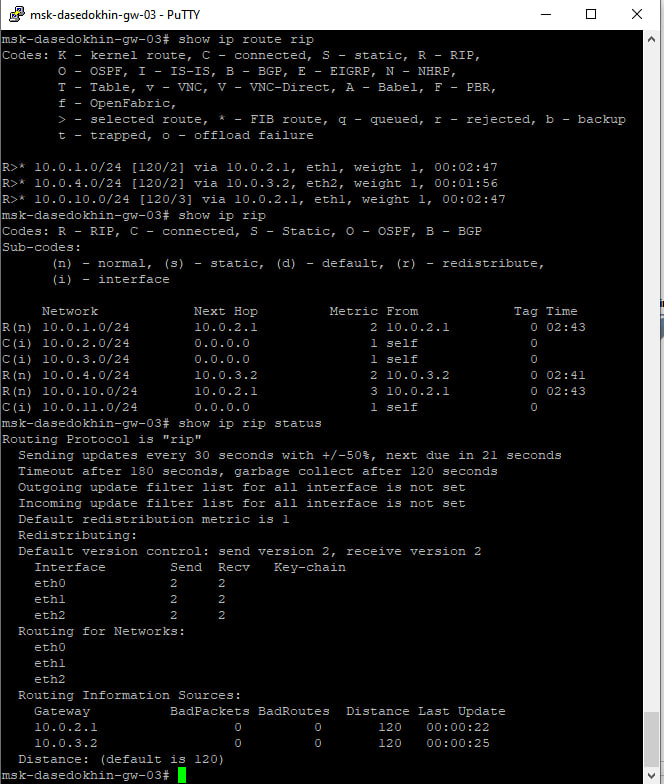 msk-dasedokhin-gw-03 - PuTTY
msk-dasedokhin-gw-03# show ip route rip
Codes: K - kernel route, C - connected, S - static, R - RIP,
       O - OSPF, I - IS-IS, B - BGP, E - EIGRP, N - NHRP,
       T - Table, v - VNC, V - VNC-Direct, A - Babel, F - PBR,
       f - OpenFabric,
       > - selected route, * - FIB route, q - queued, r - rejected, b - backup
       t - trapped, o - offload failure

R>* 10.0.1.0/24 [120/2] via 10.0.2.1, eth1, weight 1, 00:02:47
R>* 10.0.4.0/24 [120/2] via 10.0.3.2, eth2, weight 1, 00:01:56
R>* 10.0.10.0/24 [120/3] via 10.0.2.1, eth1, weight 1, 00:02:47
msk-dasedokhin-gw-03# show ip rip
Codes: R - RIP, C - connected, S - Static, O - OSPF, B - BGP
Sub-codes:
      (n) - normal, (s) - static, (d) - default, (r) - redistribute,
      (i) - interface

     Network            Next Hop         Metric From            Tag Time
R(n) 10.0.1.0/24        10.0.2.1              2 10.0.2.1          0 02:43
C(i) 10.0.2.0/24        0.0.0.0               1 self              0
C(i) 10.0.3.0/24        0.0.0.0               1 self              0
R(n) 10.0.4.0/24        10.0.3.2              2 10.0.3.2          0 02:41
R(n) 10.0.10.0/24       10.0.2.1              3 10.0.2.1          0 02:43
C(i) 10.0.11.0/24       0.0.0.0               1 self              0
msk-dasedokhin-gw-03# show ip rip status
Routing Protocol is "rip"
  Sending updates every 30 seconds with +/-50%, next due in 21 seconds
  Timeout after 180 seconds, garbage collect after 120 seconds
  Outgoing update filter list for all interface is not set
  Incoming update filter list for all interface is not set
  Default redistribution metric is 1
  Redistributing:
  Default version control: send version 2, receive version 2
    Interface        Send  Recv   Key-chain
    eth0             2     2
    eth1             2     2
    eth2             2     2
  Routing for Networks:
    eth0
    eth1
    eth2
  Routing Information Sources:
    Gateway          BadPackets BadRoutes  Distance Last Update
    10.0.2.1                 0         0       120   00:00:22
    10.0.3.2                 0         0       120   00:00:25
  Distance: (default is 120)
msk-dasedokhin-gw-03#